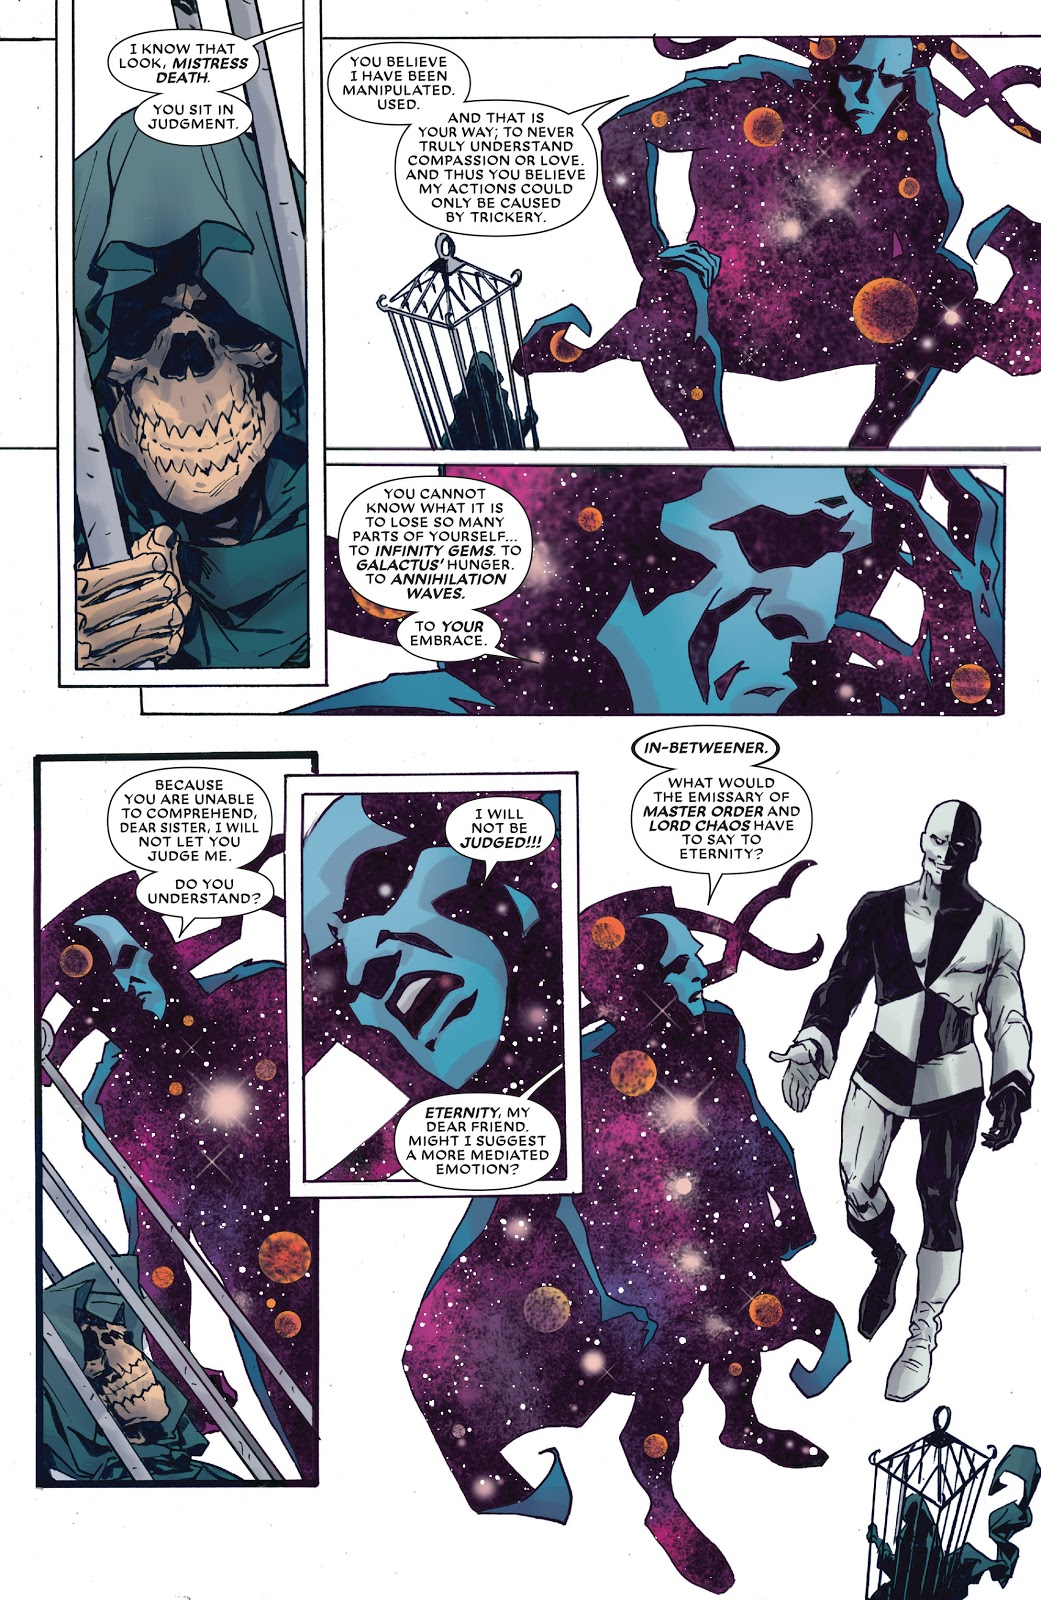 I KNOW THAT
LOOK, MISTRESS
DEATH.
YOU SIT IN
JUDGMENT.
YOU BELIEVE
I HAVE BEEN
MANIPULATED.
USED.
AND THAT IS
YOUR WAY; TO NEVER
TRULY UNDERSTAND
COMPASSION OR LOVE.
AND THUS YOU BELIEVE
MY ACTIONS COULD
ONLY BE CAUSED
BY TRICKERY.
YOU CANNOT
KNOW WHAT IT IS
TO LOSE SO MANY
PARTS OF YOURSELF...
TO INFINITY GEMS. TO
GALACTUS' HUNGER.
TO ANNIHILATION
WAVES.
TO YOUR
EMBRACE.
BECAUSE
YOU ARE UNABLE
TO COMPREHEND,
DEAR SISTER, I WILL
NOT LET YOU
JUDGE ME.
DO YOU
UNDERSTAND?
I WILL
NOT BE
JUDGED!!!
ETERNITY, MY
DEAR FRIEND.
MIGHT I SUGGEST
A MORE MEDIATED
EMOTION?
IN-BETWEENER.
WHAT WOULD
THE EMISSARY OF
MASTER ORDER AND
LORD CHAOS HAVE
TO SAY TO
ETERNITY?